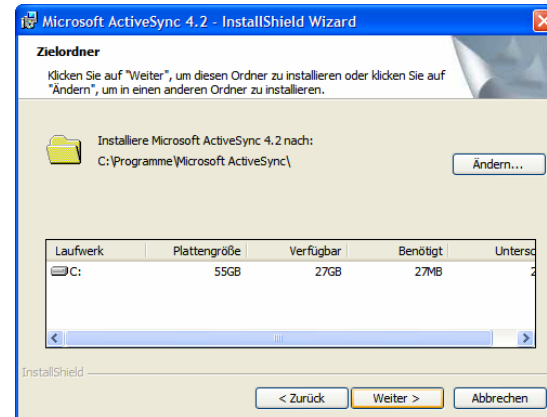 Microsoft ActiveSync 4.2 - InstallShield Wizard
Zielordner
Klicken Sie auf "Weiter", um diesen Ordner zu installieren oder klicken Sie auf
"Ändern", um in einen anderen Ordner zu installieren.
Installiere Microsoft ActiveSync 4.2 nach:
C:\Programme\Microsoft ActiveSync\
Ändern...
Laufwerk Plattengröße Verfügbar Benötigt Untersc
C: 55GB 27GB 27MB 2
InstallShield
< Zurück Weiter > Abbrechen